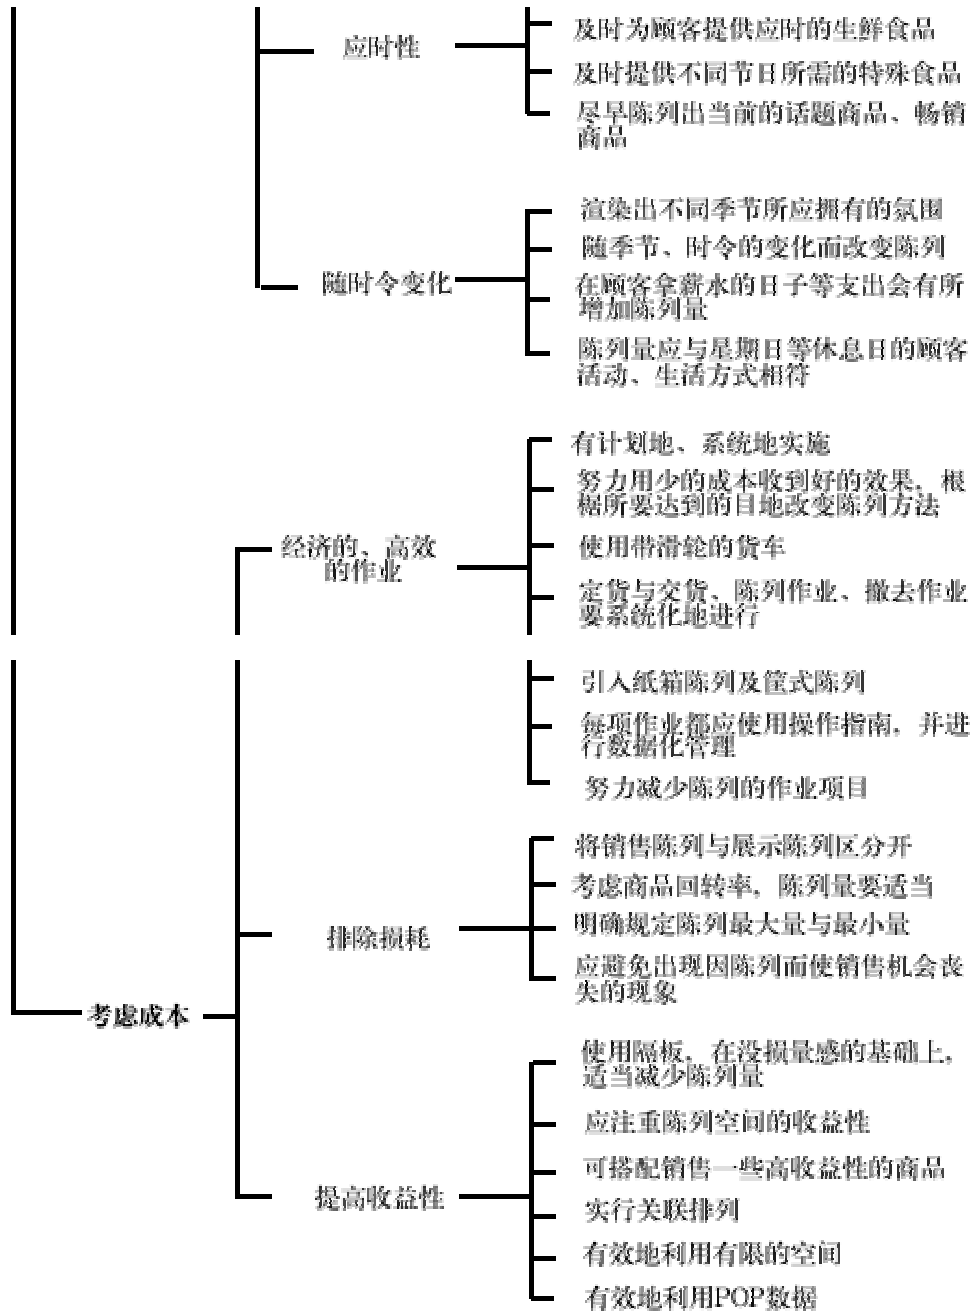 应时性
及时为顾客提供应时的生鲜食品
及时提供不同节日所需的特殊食品
尽早陈列出当前的话题商品、畅销
商品
随时令变化
渲染出不同季节所应拥有的氛围
随季节、时令的变化而改变陈列
在顾客拿薪水的日子等支出会有所
增加陈列量
陈列量应与星期日等休息日的顾客
活动、生活方式相符
经济的、高效
的作业
有计划地、系统地实施
努力用少的成本收到好的效果，根
椐所要达到的目地改变陈列方法
使用带滑轮的货车
定货与交货、陈列作业、撤去作业
要系统化地进行
引入纸箱陈列及筐式陈列
每项作业都应使用操作指南，并进
行数据化管理
努力减少陈列的作业项目
考虑成本
排除损耗
将销售陈列与展示陈列区分开
考虑商品回转率，陈列量要适当
明确规定陈列最大量与最小量
应避免出现因陈列而使销售机会丧
失的现象
提高收益性
使用隔板，在没损量感的基础上，
适当减少陈列量
应注重陈列空间的收益性
可搭配销售一些高收益性的商品
实行关联排列
有效地利用有限的空间
有效地利用POP数据